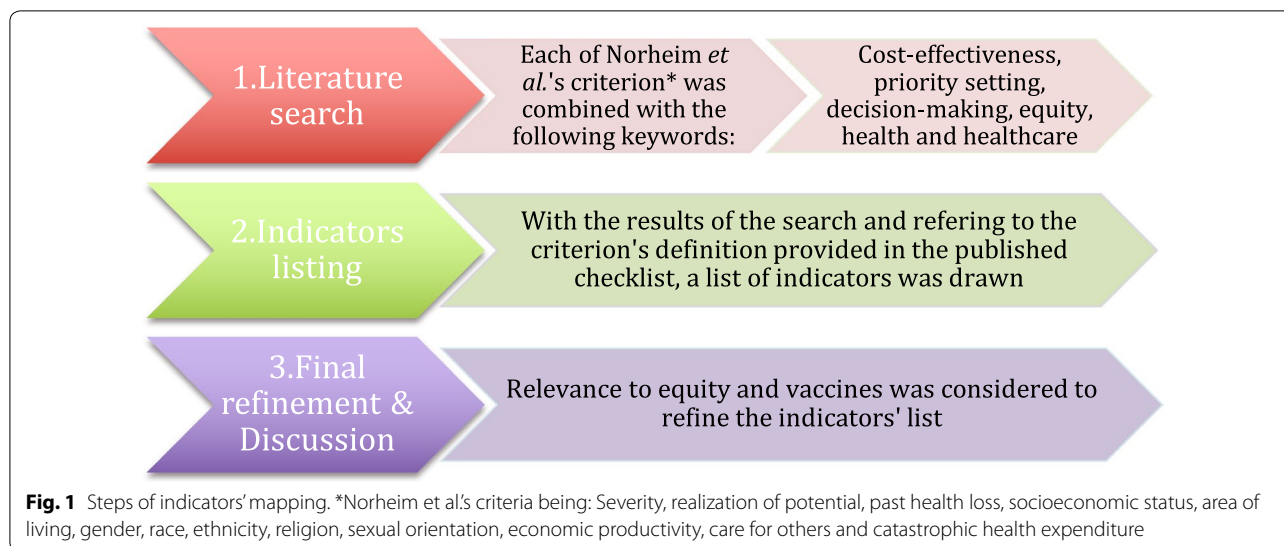 1.Literature
search
Each of Norheim et
al.'s criterion* was
combined with the
following keywords:
Cost-effectiveness,
priority setting,
decision-making, equity,
health and healthcare
2.Indicators
listing
With the results of the search and refering to the
criterion's definition provided in the published
checklist, a list of indicators was drawn
3.Final
refinement &
Discussion
Relevance to equity and vaccines was considered to
refine the indicators' list
Fig. 1 Steps of indicators’ mapping. *Norheim et al.’s criteria being: Severity, realization of potential, past health loss, socioeconomic status, area of
living, gender, race, ethnicity, religion, sexual orientation, economic productivity, care for others and catastrophic health expenditure